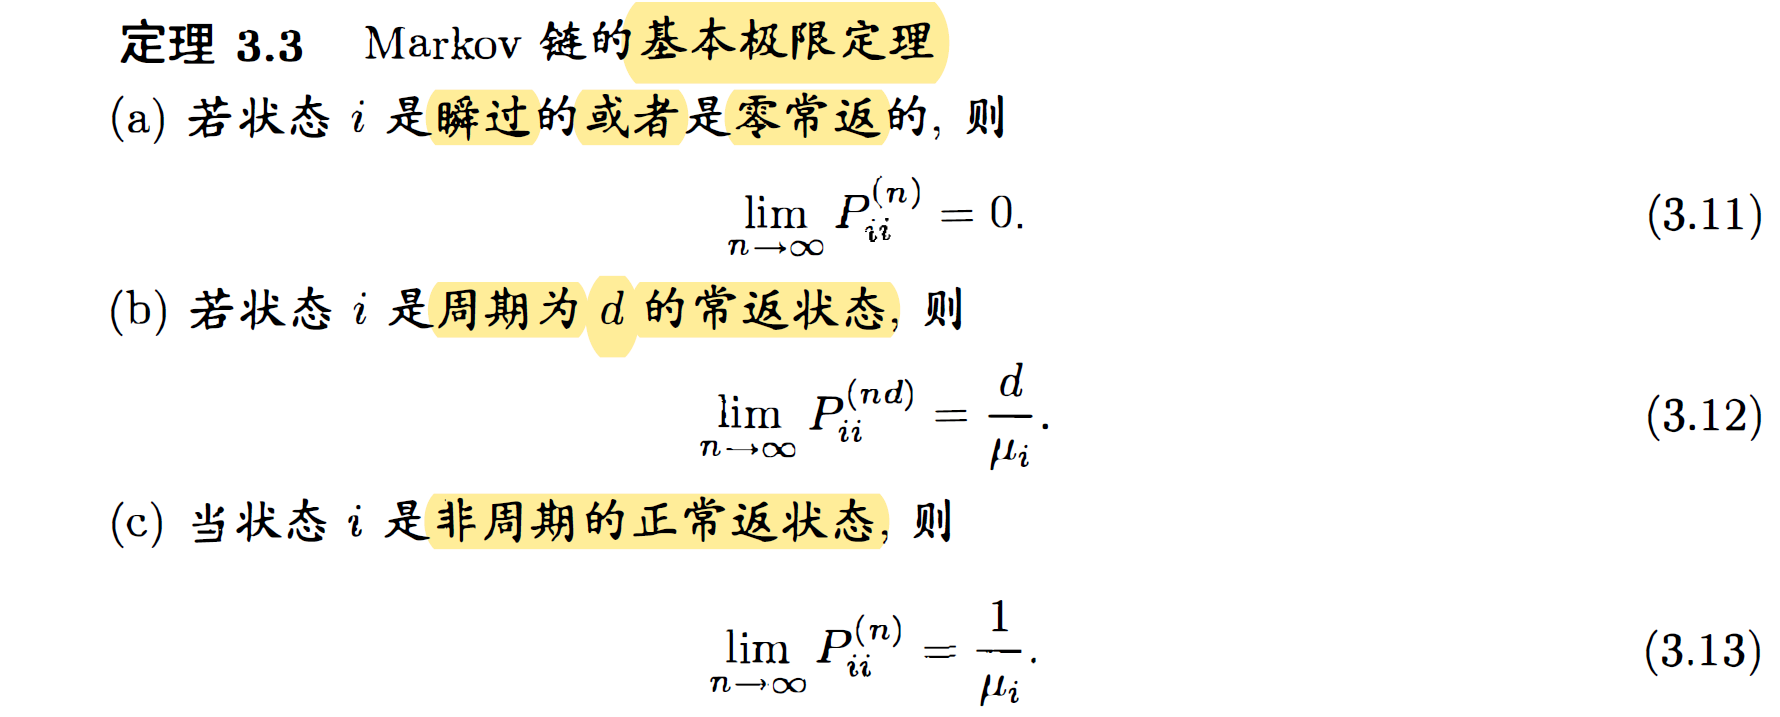 定理 3.3 Markov 链的基本极限定理
(a) 若状态 i 是瞬过的或者是零常返的, 则
lim_{n→∞} P_{ii}^{(n)} = 0. (3.11)
(b) 若状态 i 是周期为 d 的常返状态, 则
lim_{n→∞} P_{ii}^{(nd)} = \frac{d}{μ_i}. (3.12)
(c) 当状态 i 是非周期的正常返状态, 则
lim_{n→∞} P_{ii}^{(n)} = \frac{1}{μ_i}. (3.13)